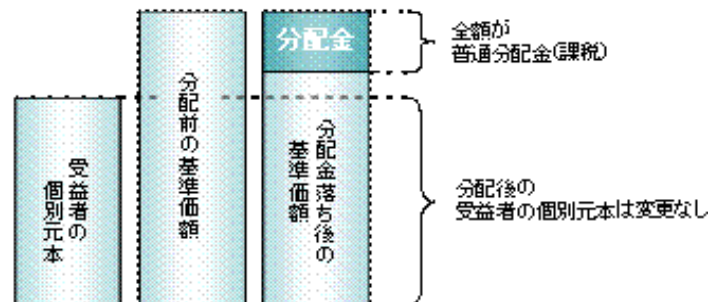 受益者の
個別元本
分配前の基準価額
分配金
分配金落ち後の
基準価額
全額が
普通分配金(課税)
分配後の
受益者の個別元本は変更なし